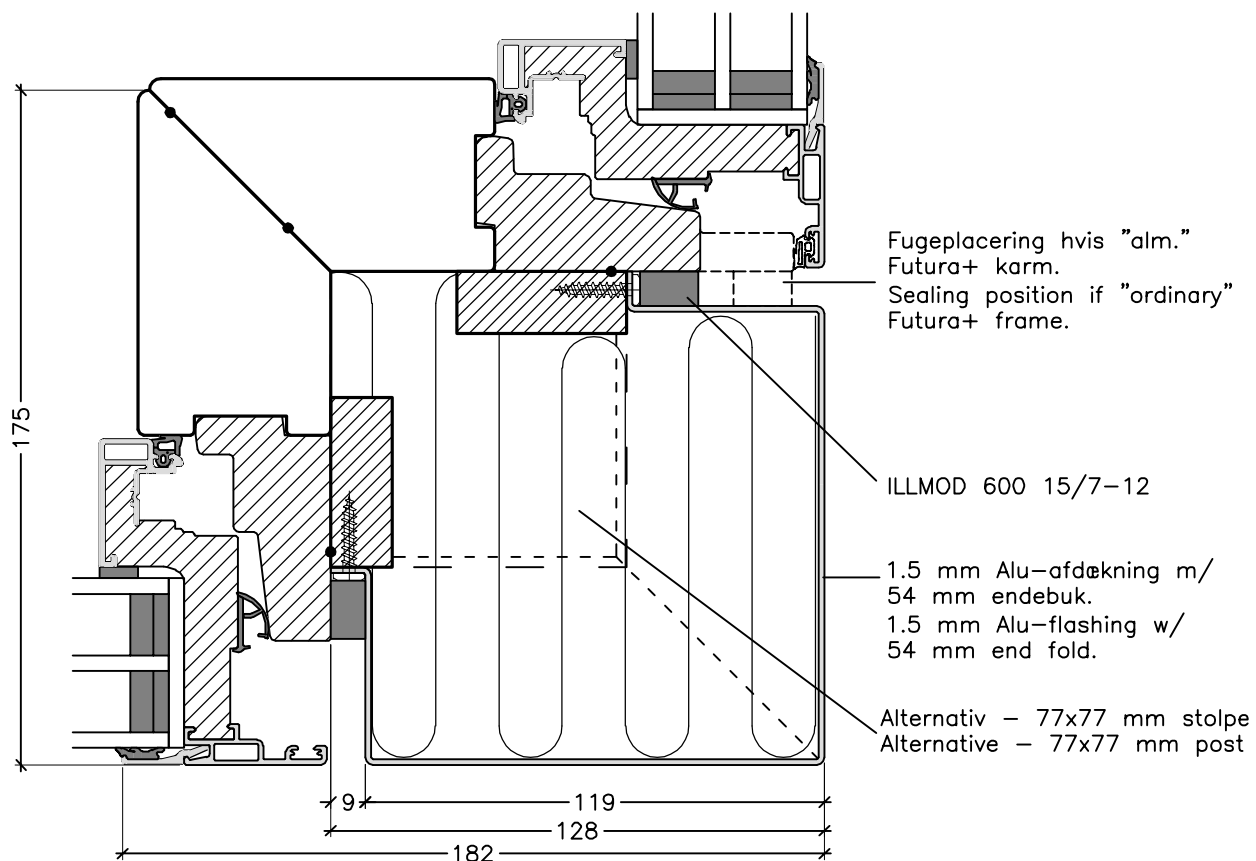 Fugeplacering hvis ”alm.”
Futura+ karm.
Sealing position if ”ordinary”
Futura+ frame.
ILLMOD 600 15/7−12
1.5 mm Alu−afdækning m/
54 mm endebuk.
1.5 mm Alu−flashing w/
54 mm end fold.
Alternativ − 77x77 mm stolpe
Alternative − 77x77 mm post
175
9
119
128
182